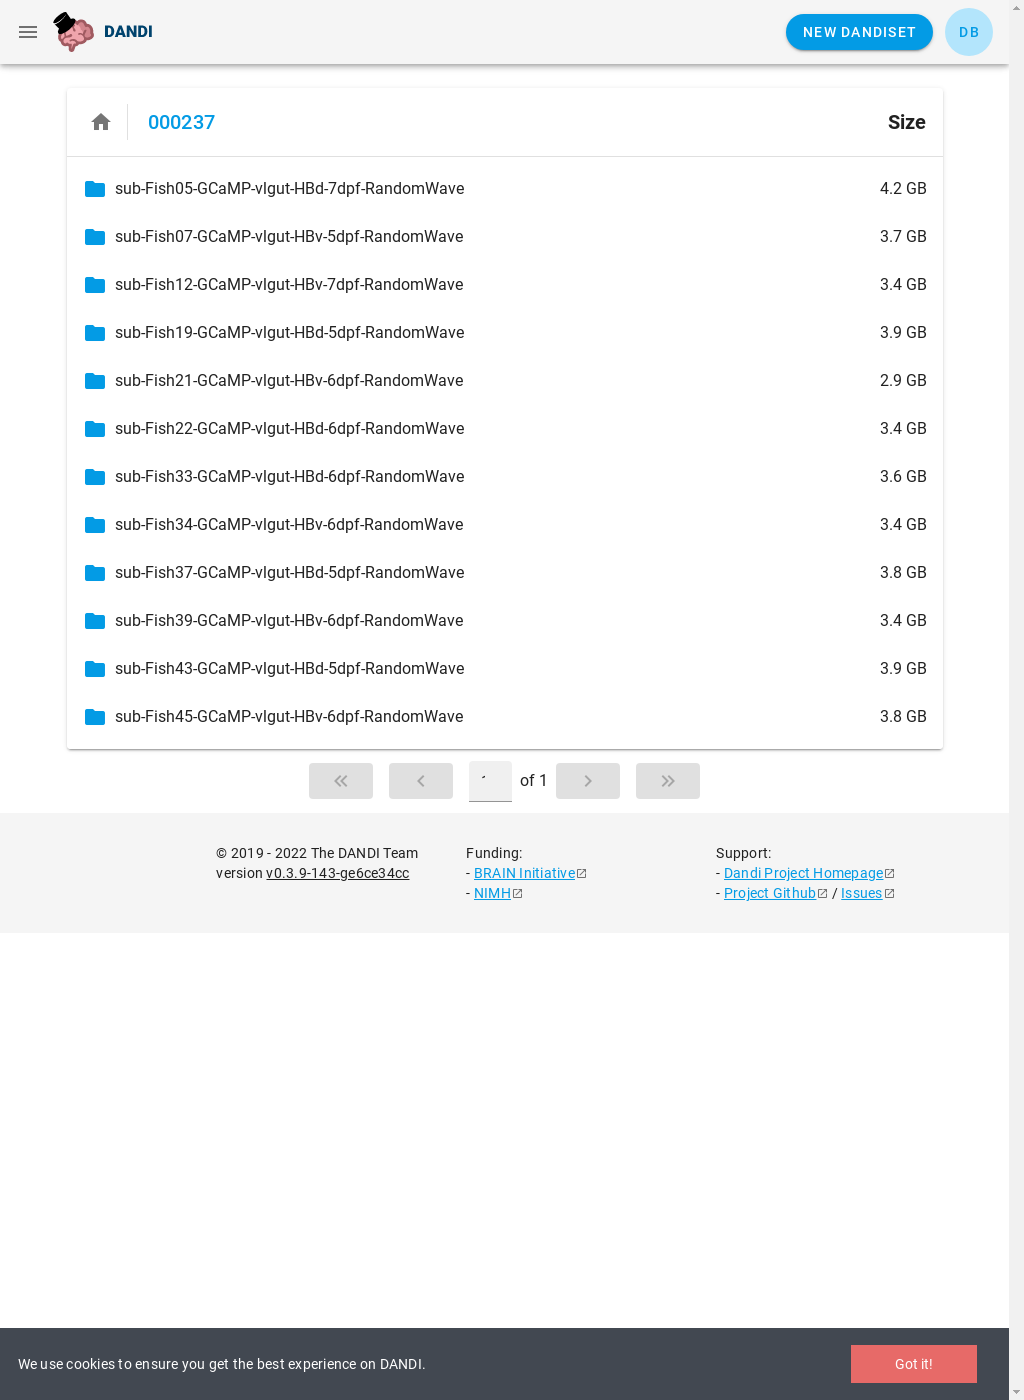 DANDI
NEW DANDISET
DB
000237
Size
sub-Fish05-GCaMP-vlgut-HBd-7dpf-RandomWave 4.2 GB
sub-Fish07-GCaMP-vlgut-HBv-5dpf-RandomWave 3.7 GB
sub-Fish12-GCaMP-vlgut-HBv-7dpf-RandomWave 3.4 GB
sub-Fish19-GCaMP-vlgut-HBd-5dpf-RandomWave 3.9 GB
sub-Fish21-GCaMP-vlgut-HBv-6dpf-RandomWave 2.9 GB
sub-Fish22-GCaMP-vlgut-HBd-6dpf-RandomWave 3.4 GB
sub-Fish33-GCaMP-vlgut-HBd-6dpf-RandomWave 3.6 GB
sub-Fish34-GCaMP-vlgut-HBv-6dpf-RandomWave 3.4 GB
sub-Fish37-GCaMP-vlgut-HBd-5dpf-RandomWave 3.8 GB
sub-Fish39-GCaMP-vlgut-HBv-6dpf-RandomWave 3.4 GB
sub-Fish43-GCaMP-vlgut-HBd-5dpf-RandomWave 3.9 GB
sub-Fish45-GCaMP-vlgut-HBv-6dpf-RandomWave 3.8 GB
of 1
© 2019 - 2022 The DANDI Team
version v0.3.9-143-ge6ce34cc
Funding:
- BRAIN Initiative
- NIMH
Support:
- Dandi Project Homepage
- Project Github / Issues
We use cookies to ensure you get the best experience on DANDI.
Got it!